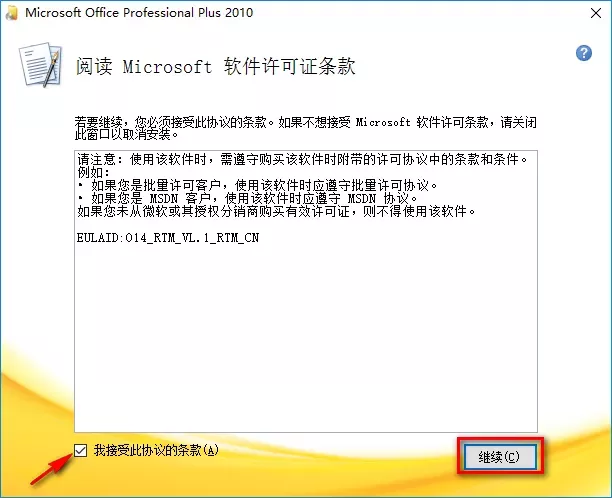 Microsoft Office Professional Plus 2010
阅读 Microsoft 软件许可证条款
若要继续，您必须接受此协议的条款。如果不想接受 Microsoft 软件许可条款，请关闭
此窗口以取消安装。
请注意：使用该软件时，需遵守购买该软件时附带的许可协议中的条款和条件。
例如：
• 如果您是批量许可客户，使用该软件时应遵守批量许可协议。
• 如果您是 MSDN 客户，使用该软件时应遵守 MSDN 协议。
如果您未从微软或其授权分销商购买有效许可证，则不得使用该软件。
EULAID:O14_RTM_VL.1_RTM_CN
我接受此协议的条款(A)
继续(C)